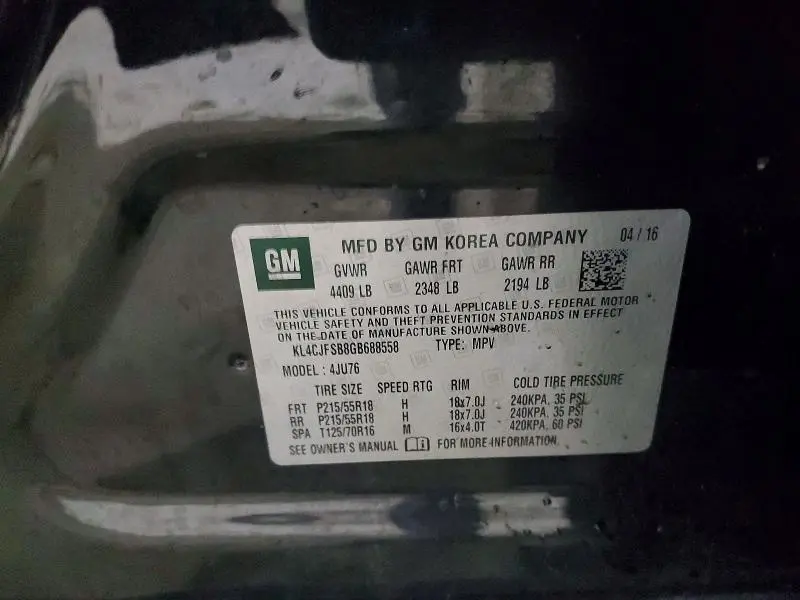 GM
MFD BY GM KOREA COMPANY 04 / 16
GVWR GAWR FRT GAWR RR
4409 LB 2348 LB 2194 LB
THIS VEHICLE CONFORMS TO ALL APPLICABLE U.S. FEDERAL MOTOR
VEHICLE SAFETY AND THEFT PREVENTION STANDARDS IN EFFECT
ON THE DATE OF MANUFACTURE SHOWN ABOVE.
KL4CJFSB8GB688558 TYPE: MPV
MODEL : 4JU76
TIRE SIZE SPEED RTG RIM COLD TIRE PRESSURE
FRT P215/55R18 H 18x7.0J 240KPA, 35 PSI
RR P215/55R18 H 18x7.0J 240KPA, 35 PSI
SPA T125/70R16 M 16x4.0T 420KPA, 60 PSI
SEE OWNER'S MANUAL FOR MORE INFORMATION.